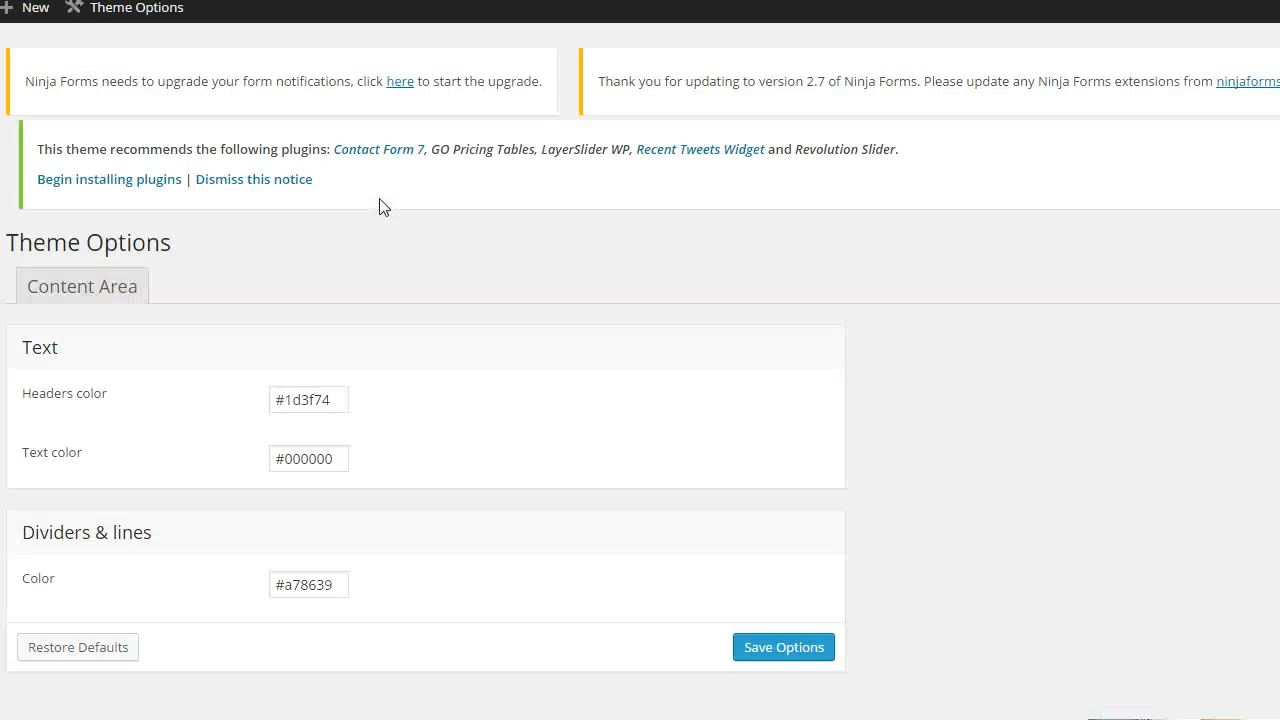 New Theme Options
Ninja Forms needs to upgrade your form notifications, click here to start the upgrade.
Thank you for updating to version 2.7 of Ninja Forms. Please update any Ninja Forms extensions from ninjaforms
This theme recommends the following plugins: Contact Form 7, GO Pricing Tables, LayerSlider WP, Recent Tweets Widget and Revolution Slider.
Begin installing plugins | Dismiss this notice
Theme Options
Content Area
Text
Headers color #1d3f74
Text color #000000
Dividers & lines
Color #a78639
Restore Defaults Save Options